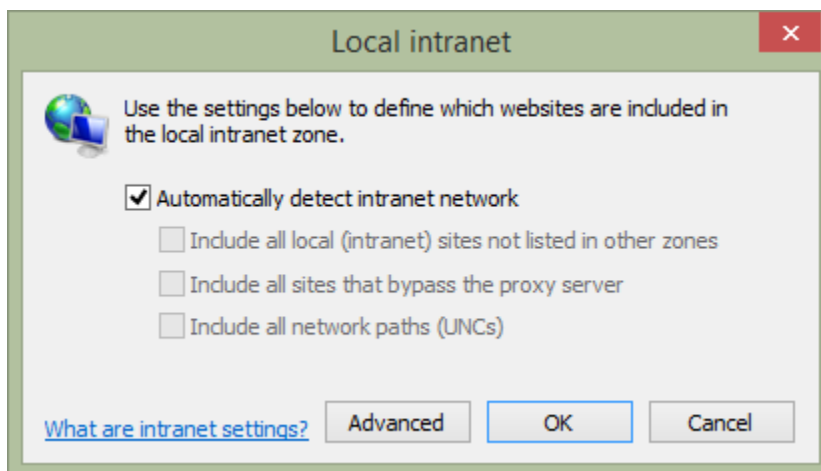 Local intranet
Use the settings below to define which websites are included in
the local intranet zone.
Automatically detect intranet network
Include all local (intranet) sites not listed in other zones
Include all sites that bypass the proxy server
Include all network paths (UNCs)
What are intranet settings? Advanced OK Cancel